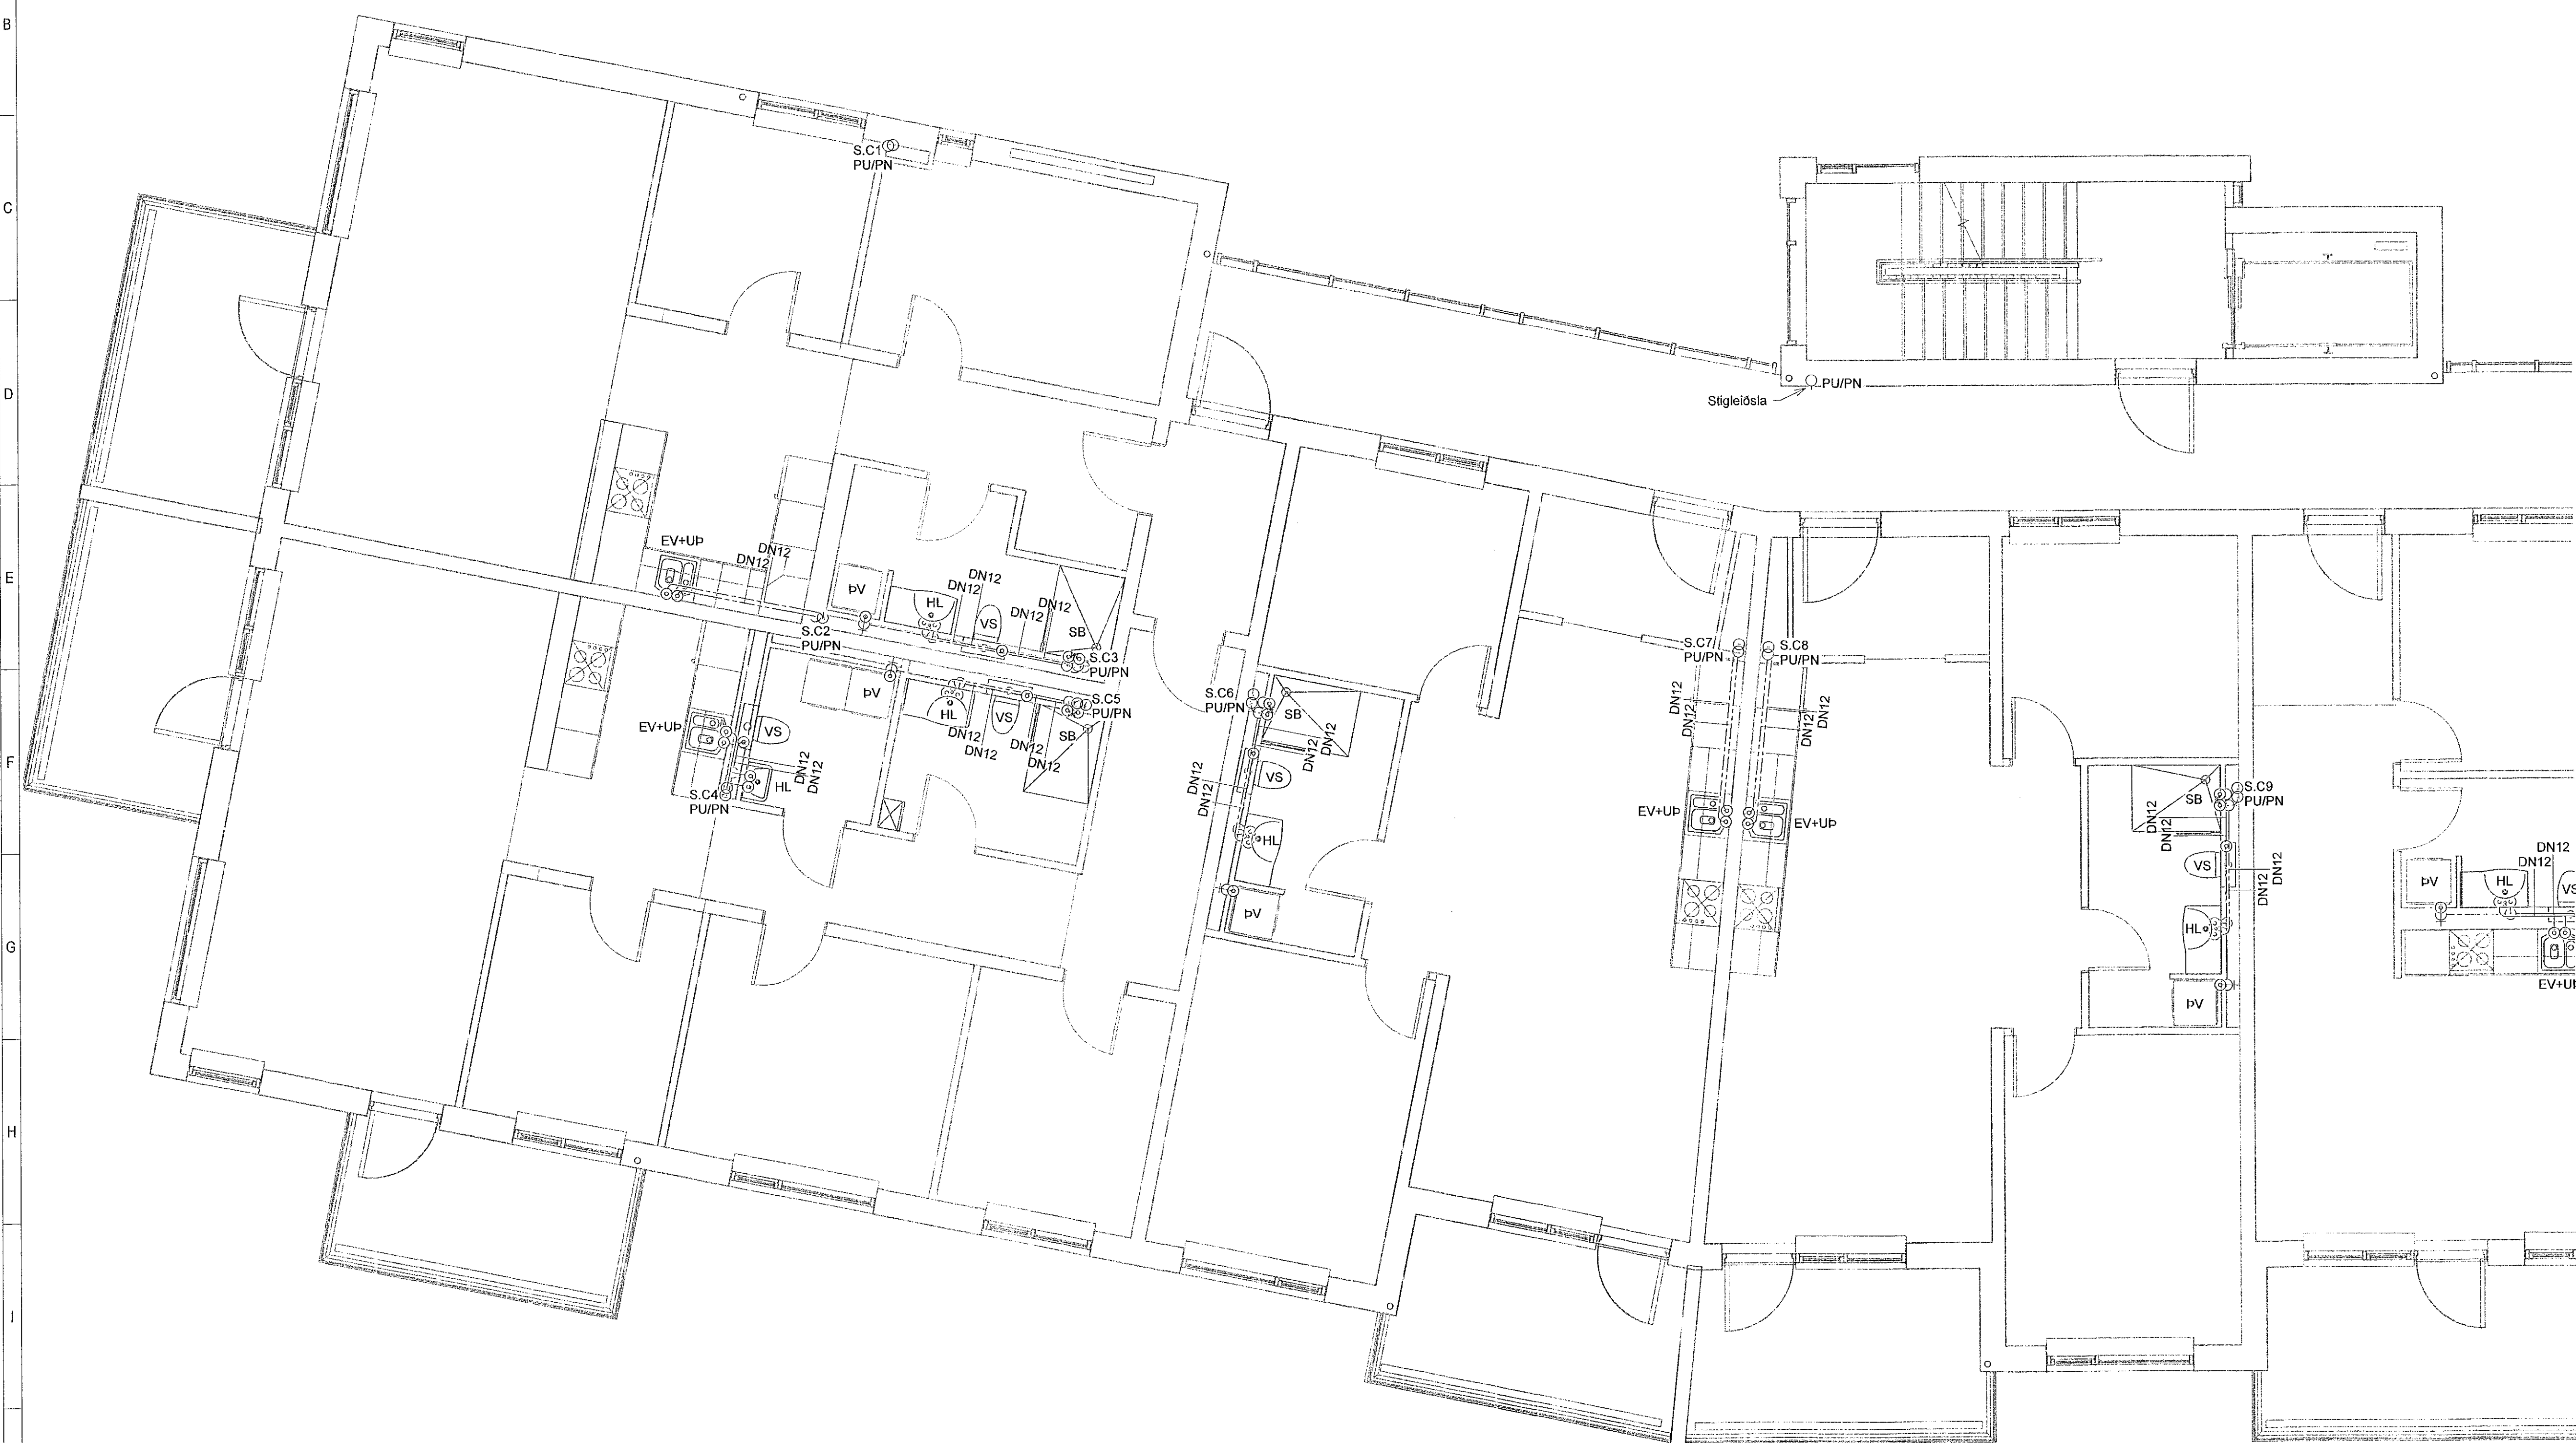 B
C
D
E
F
G
H
I
S.C1
PU/PN
PU/PN
Stigleiðsla
EV+UÞ
DN12
DN12
S.C2
PU/PN
ÞV
HL
DN12
DN12
VS
DN12
DN12
SB
S.C3
PU/PN
EV+UÞ
VS
DN12
DN12
HL
S.C4
PU/PN
ÞV
HL
DN12
DN12
VS
DN12
DN12
SB
S.C5
PU/PN
S.C6
PU/PN
SB
DN12
DN12
DN12
DN12
VS
HL
ÞV
S.C7
PU/PN
DN12
DN12
EV+UÞ
S.C8
PU/PN
DN12
DN12
EV+UÞ
SB
DN12
DN12
S.C9
PU/PN
VS
DN12
DN12
HL
ÞV
ÞV
HL
DN12
DN12
VS
EV+U